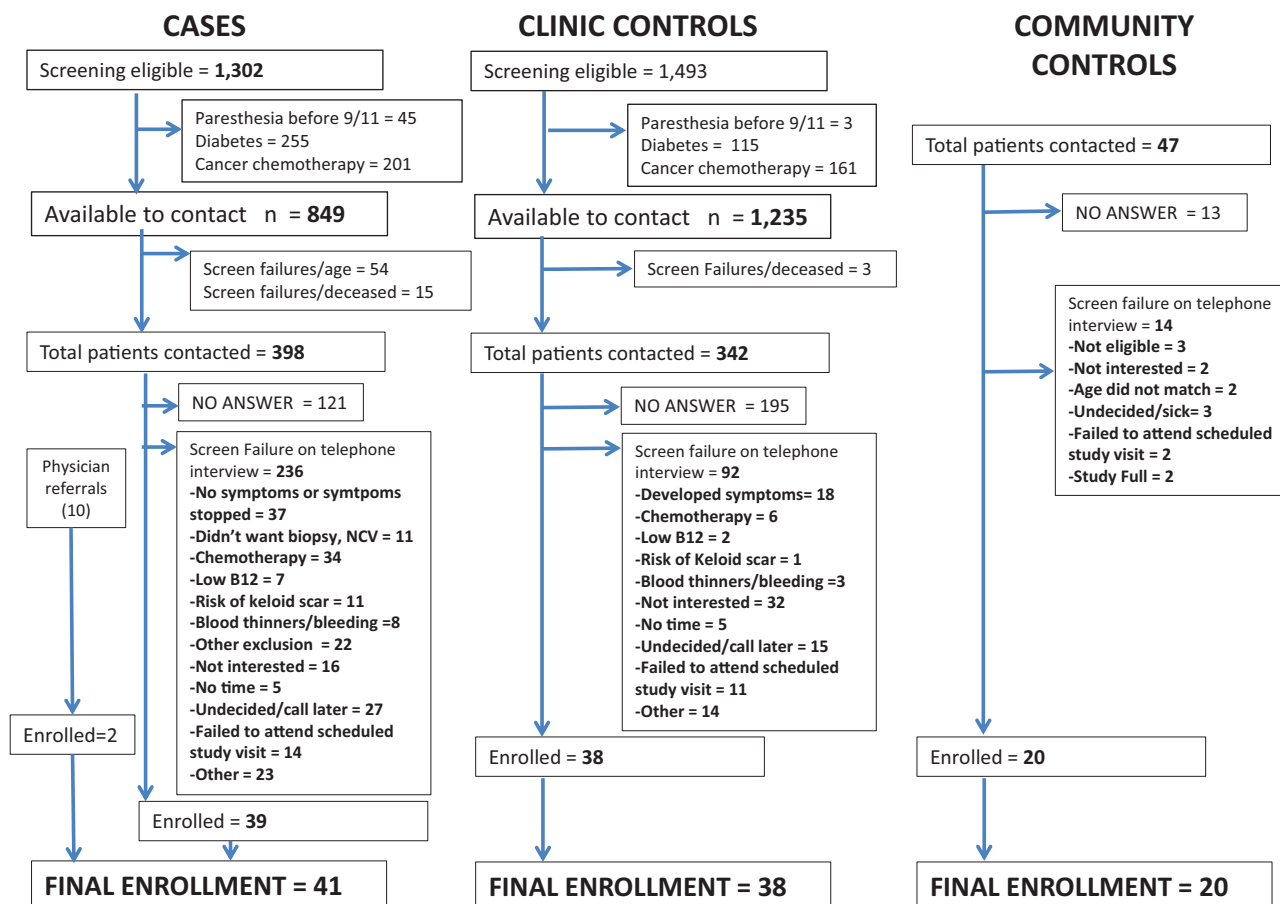 CASES
Screening eligible = 1,302
Paresthesia before 9/11 = 45
Diabetes = 255
Cancer chemotherapy = 201
Available to contact n = 849
Screen failures/age = 54
Screen failures/deceased = 15
Total patients contacted = 398
NO ANSWER = 121
Screen Failure on telephone
interview = 236
-No symptoms or symtpoms
stopped = 37
-Didn't want biopsy, NCV = 11
-Chemotherapy = 34
-Low B12 = 7
-Risk of keloid scar = 11
-Blood thinners/bleeding =8
-Other exclusion = 22
-Not interested = 16
-No time = 5
-Undecided/call later = 27
-Failed to attend scheduled
study visit = 14
-Other = 23
Physician
referrals
(10)
Enrolled=2
Enrolled = 39
FINAL ENROLLMENT = 41
CLINIC CONTROLS
Screening eligible = 1,493
Paresthesia before 9/11 = 3
Diabetes = 115
Cancer chemotherapy = 161
Available to contact n = 1,235
Screen Failures/deceased = 3
Total patients contacted = 342
NO ANSWER = 195
Screen failure on telephone
interview = 92
-Developed symptoms= 18
-Chemotherapy = 6
-Low B12 = 2
-Risk of Keloid scar = 1
-Blood thinners/bleeding =3
-Not interested = 32
-No time = 5
-Undecided/call later = 15
-Failed to attend scheduled
study visit = 11
-Other = 14
Enrolled = 38
FINAL ENROLLMENT = 38
COMMUNITY
CONTROLS
Total patients contacted = 47
NO ANSWER = 13
Screen failure on telephone
interview = 14
-Not eligible = 3
-Not interested = 2
-Age did not match = 2
-Undecided/sick= 3
-Failed to attend scheduled
study visit = 2
-Study Full = 2
Enrolled = 20
FINAL ENROLLMENT = 20